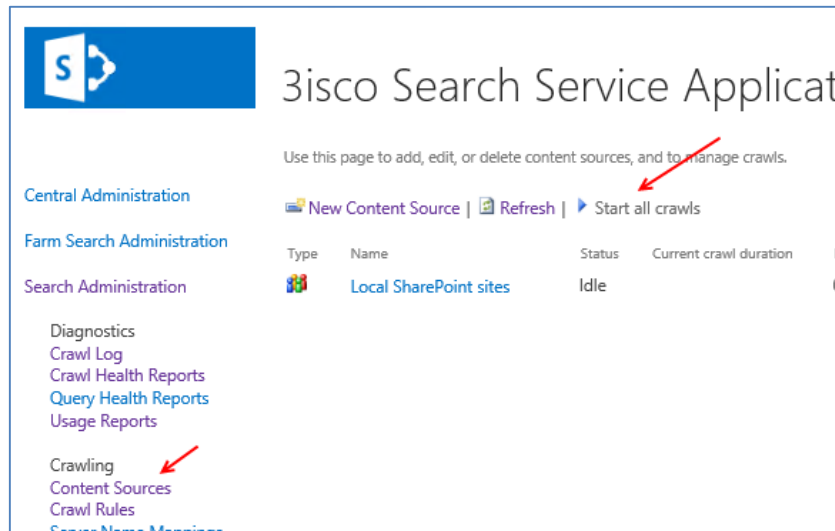 S
3isco Search Service Applicat
Use this page to add, edit, or delete content sources, and to manage crawls.
Central Administration
New Content Source | Refresh | Start all crawls
Farm Search Administration
Type Name Status Current crawl duration
Search Administration
Local SharePoint sites Idle
Diagnostics
Crawl Log
Crawl Health Reports
Query Health Reports
Usage Reports
Crawling
Content Sources
Crawl Rules
Server Name Mappings